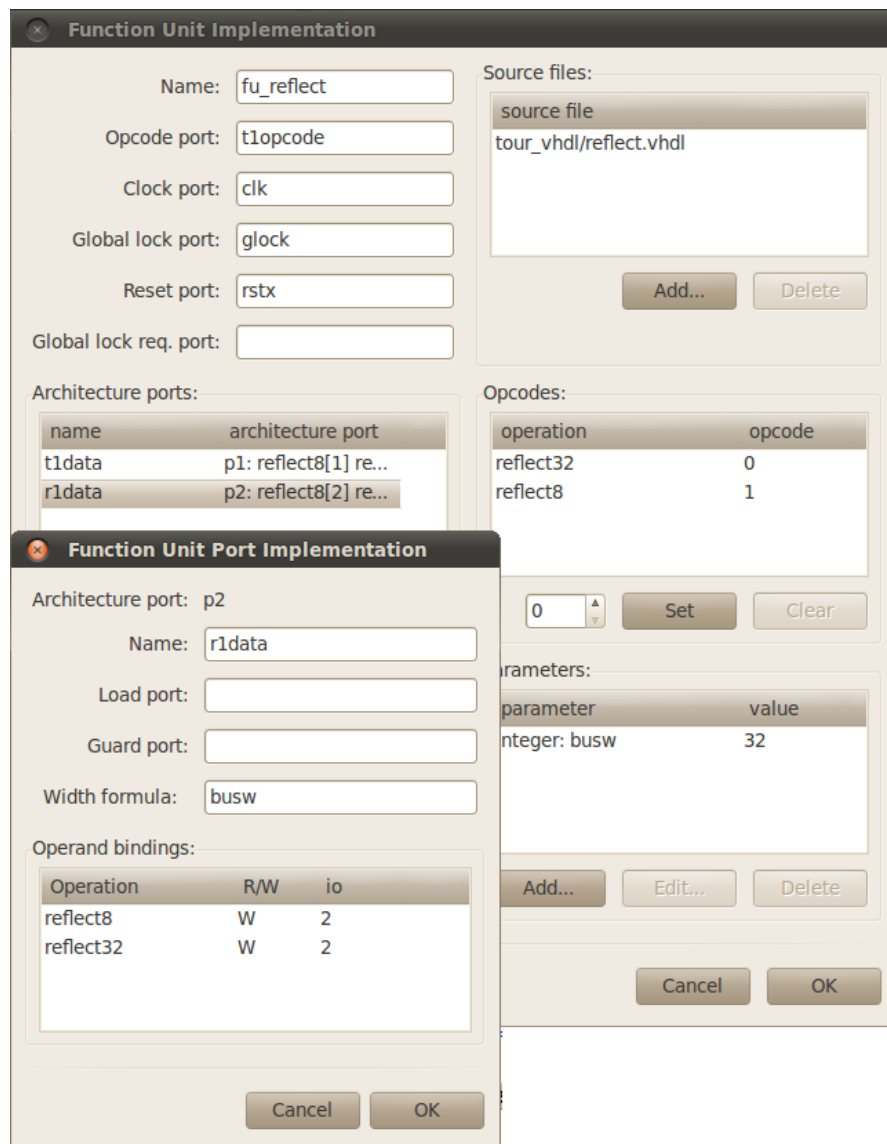 Function Unit Implementation
Name: fu_reflect
Opcode port: t1opcode
Clock port: clk
Global lock port: glock
Reset port: rstx
Global lock req. port:
Source files:
source file
tour_vhdl/reflect.vhdl
Add... Delete
Architecture ports:
name architecture port
t1data p1: reflect8[1] re...
r1data p2: reflect8[2] re...
Opcodes:
operation opcode
reflect32 0
reflect8 1
0 Set Clear
rameters:
parameter value
nteger: busw 32
Add... Edit... Delete
Cancel OK
Function Unit Port Implementation
Architecture port: p2
Name: r1data
Load port:
Guard port:
Width formula: busw
Operand bindings:
Operation R/W io
reflect8 W 2
reflect32 W 2
Cancel OK